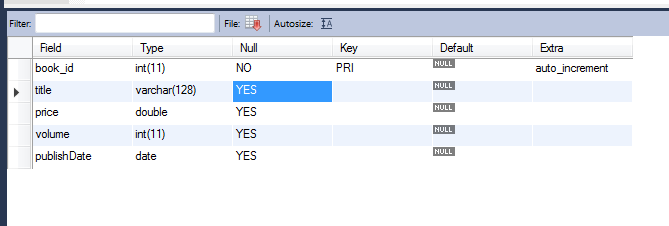 Filter: File: Autosize:
Field Type Null Key Default Extra
book_id int(11) NO PRI NULL auto_increment
title varchar(128) YES NULL
price double YES NULL
volume int(11) YES NULL
publishDate date YES NULL